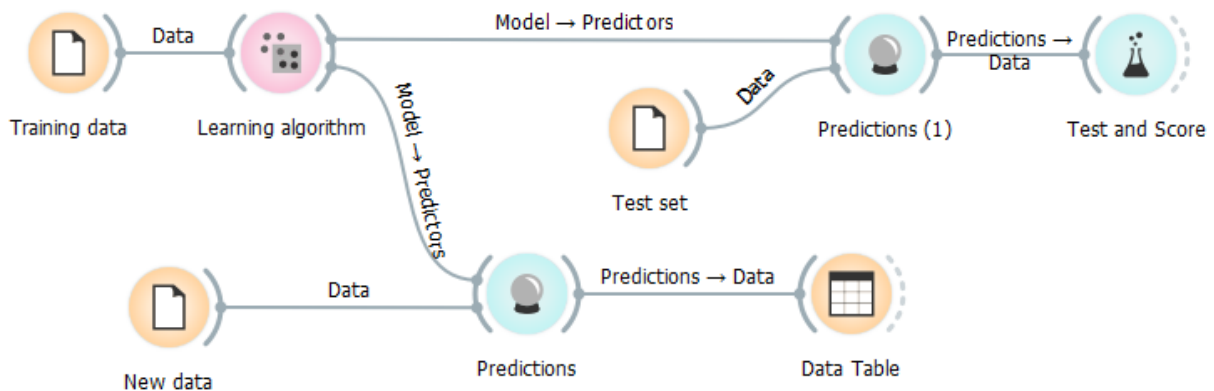 Data
Model → Predictors
Predictions →
Data
Training data
Learning algorithm
Data
Predictions (1)
Test and Score
Model → Predictors
Test set
Data
Predictions → Data
New data
Predictions
Data Table